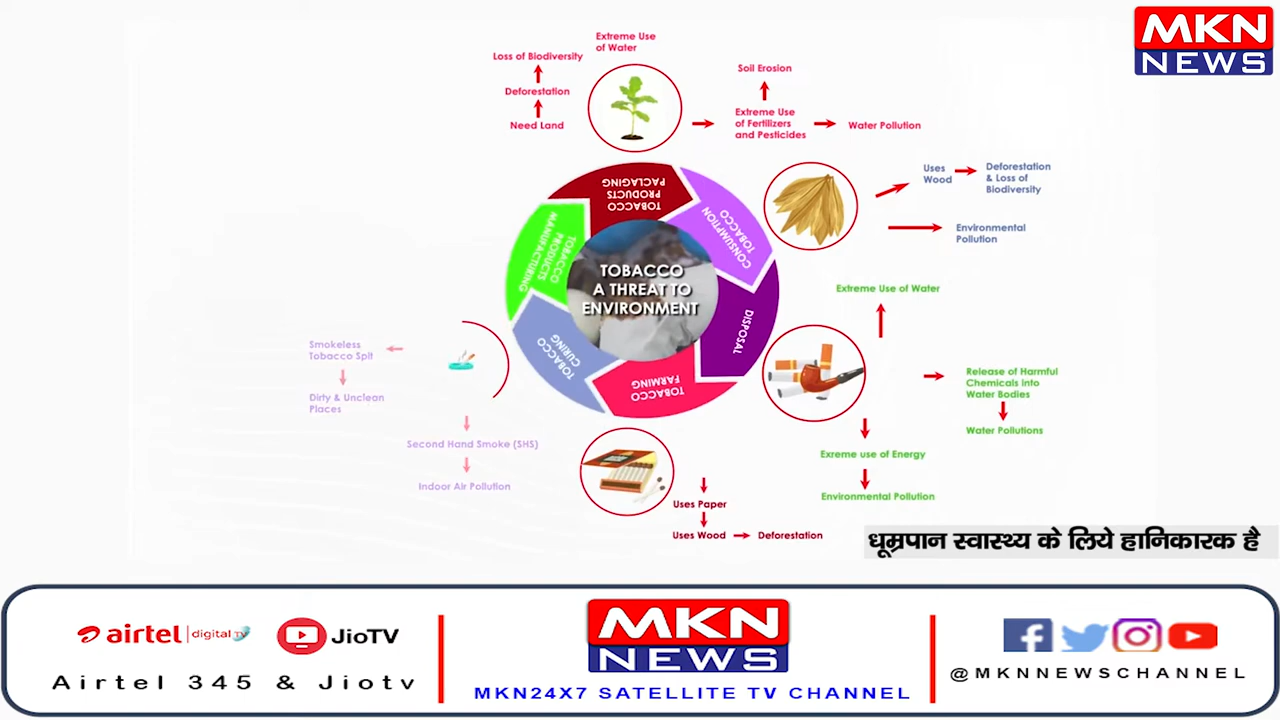 MKN
NEWS
Extreme Use
of Water
Loss of Biodiversity
Deforestation
Need Land
Soil Erosion
Extreme Use
of Fertilizers
and Pesticides
Water Pollution
Uses
Wood
Deforestation
& Loss of
Biodiversity
Environmental
Pollution
TOBACCO
PRODUCTS
PACLAGING
TOBACCO
CONSUMPTION
DISPOSAL
TOBACCO
FARMING
TOBACCO
CURING
TOBACCO
PRODUCTS
MANUFACTURING
TOBACCO
A THREAT TO
ENVIRONMENT
Extreme Use of Water
Release of Harmful
Chemicals into
Water Bodies
Water Pollutions
Exreme use of Energy
Environmental Pollution
Smokeless
Tobacco Spit
Dirty & Unclean
Places
Second Hand Smoke (SHS)
Indoor Air Pollution
Uses Paper
Uses Wood
Deforestation
धूम्रपान स्वास्थ्य के लिये हानिकारक है
airtel digital TV
JioTV
Airtel 345 & Jiotv
MKN
NEWS
MKN24X7 SATELLITE TV CHANNEL
@MKNNEWSCHANNEL